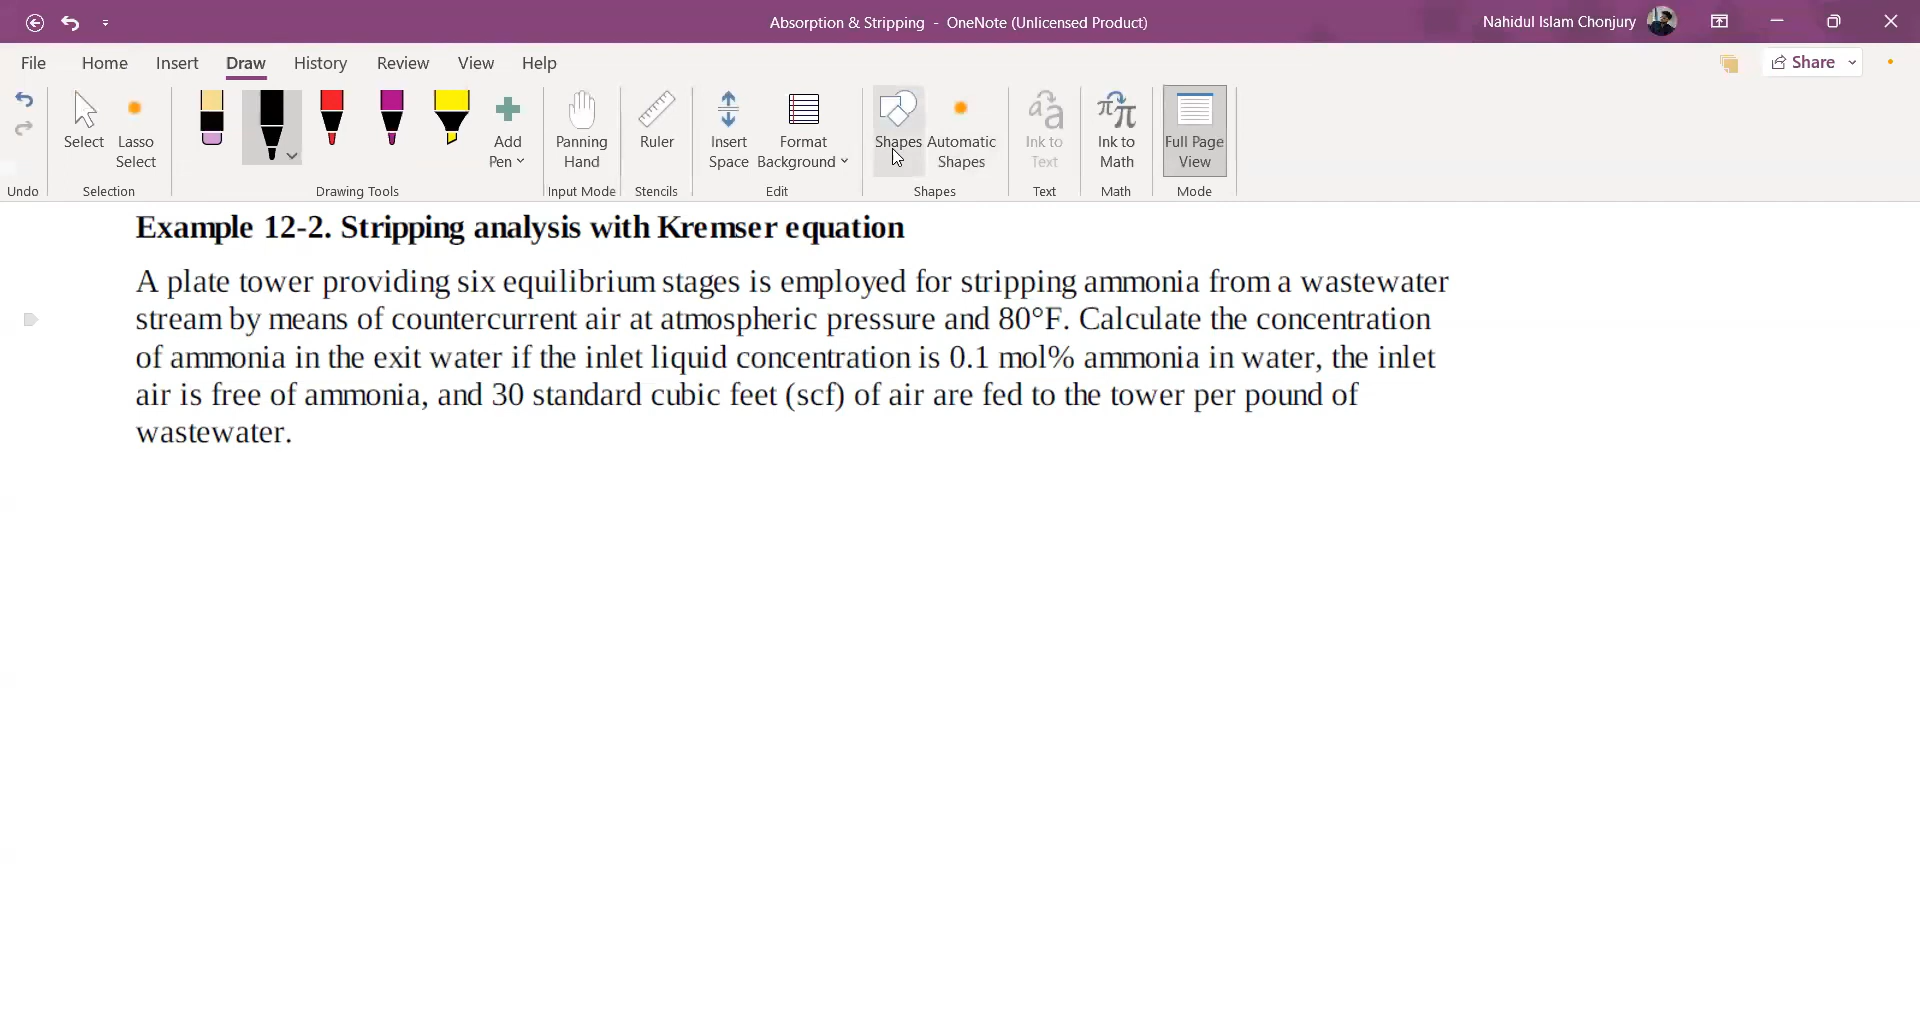 Absorption & Stripping - OneNote (Unlicensed Product)
Nahidul Islam Chonjury
File Home Insert Draw History Review View Help
Share
Select
Lasso Select
Add Pen
Panning Hand
Ruler
Insert Space
Format Background
Shapes
Automatic Shapes
Ink to Text
Ink to Math
Full Page View
Undo Selection Drawing Tools Input Mode Stencils Edit Shapes Text Math Mode
Example 12-2. Stripping analysis with Kremser equation
A plate tower providing six equilibrium stages is employed for stripping ammonia from a wastewater
stream by means of countercurrent air at atmospheric pressure and 80°F. Calculate the concentration
of ammonia in the exit water if the inlet liquid concentration is 0.1 mol% ammonia in water, the inlet
air is free of ammonia, and 30 standard cubic feet (scf) of air are fed to the tower per pound of
wastewater.